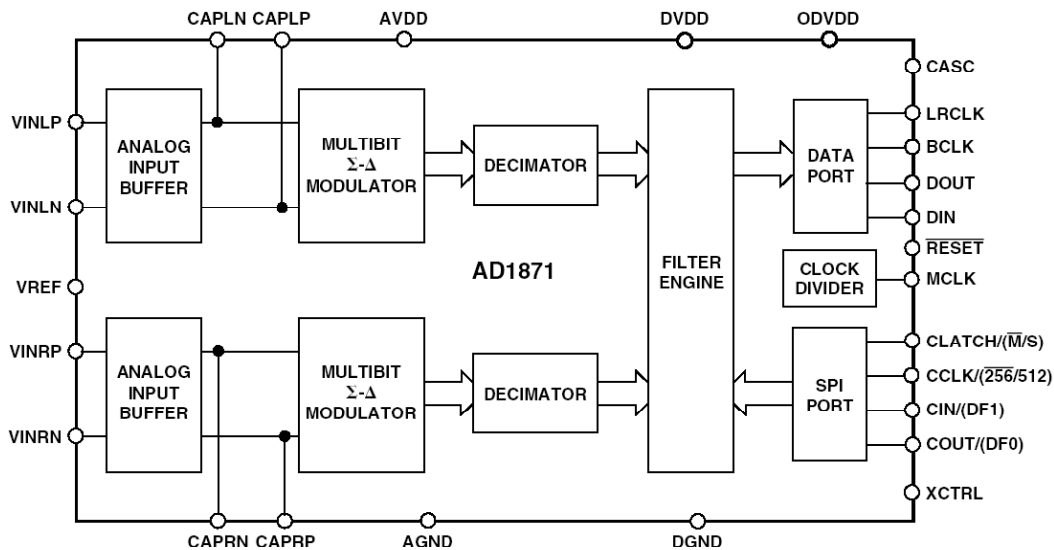 CAPLN CAPLP AVDD DVDD ODVDD
CASC
VINLP
VINLN
ANALOG
INPUT
BUFFER
MULTIBIT
Σ-Δ
MODULATOR
DECIMATOR
FILTER
ENGINE
DATA
PORT
LRCLK
BCLK
DOUT
DIN
RESET
CLOCK
DIVIDER
MCLK
AD1871
VREF
VINRP
VINRN
ANALOG
INPUT
BUFFER
MULTIBIT
Σ-Δ
MODULATOR
DECIMATOR
SPI
PORT
CLATCH/(M/S)
CCLK/(256/512)
CIN/(DF1)
COUT/(DF0)
XCTRL
CAPRN CAPRP AGND DGND